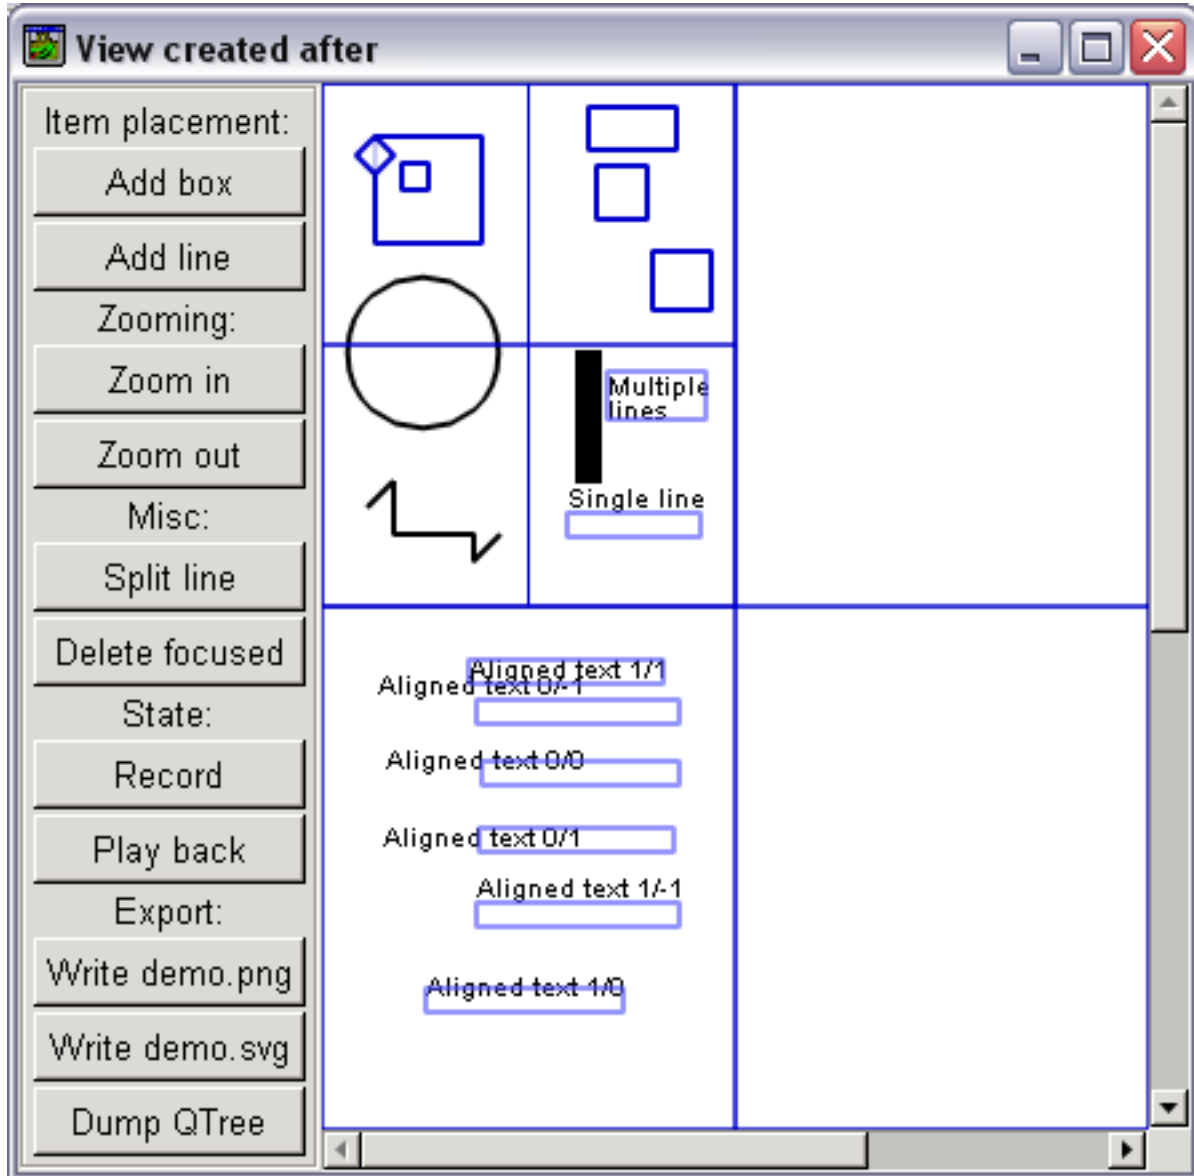 View created after
Item placement:
Add box
Add line
Zooming:
Zoom in
Zoom out
Misc:
Split line
Delete focused
State:
Record
Play back
Export:
Write demo.png
Write demo.svg
Dump QTree
Multiple
lines
Single line
Aligned text 1/1
Aligned text 0/-1
Aligned text 0/0
Aligned text 0/1
Aligned text 1/-1
Aligned text 1/0